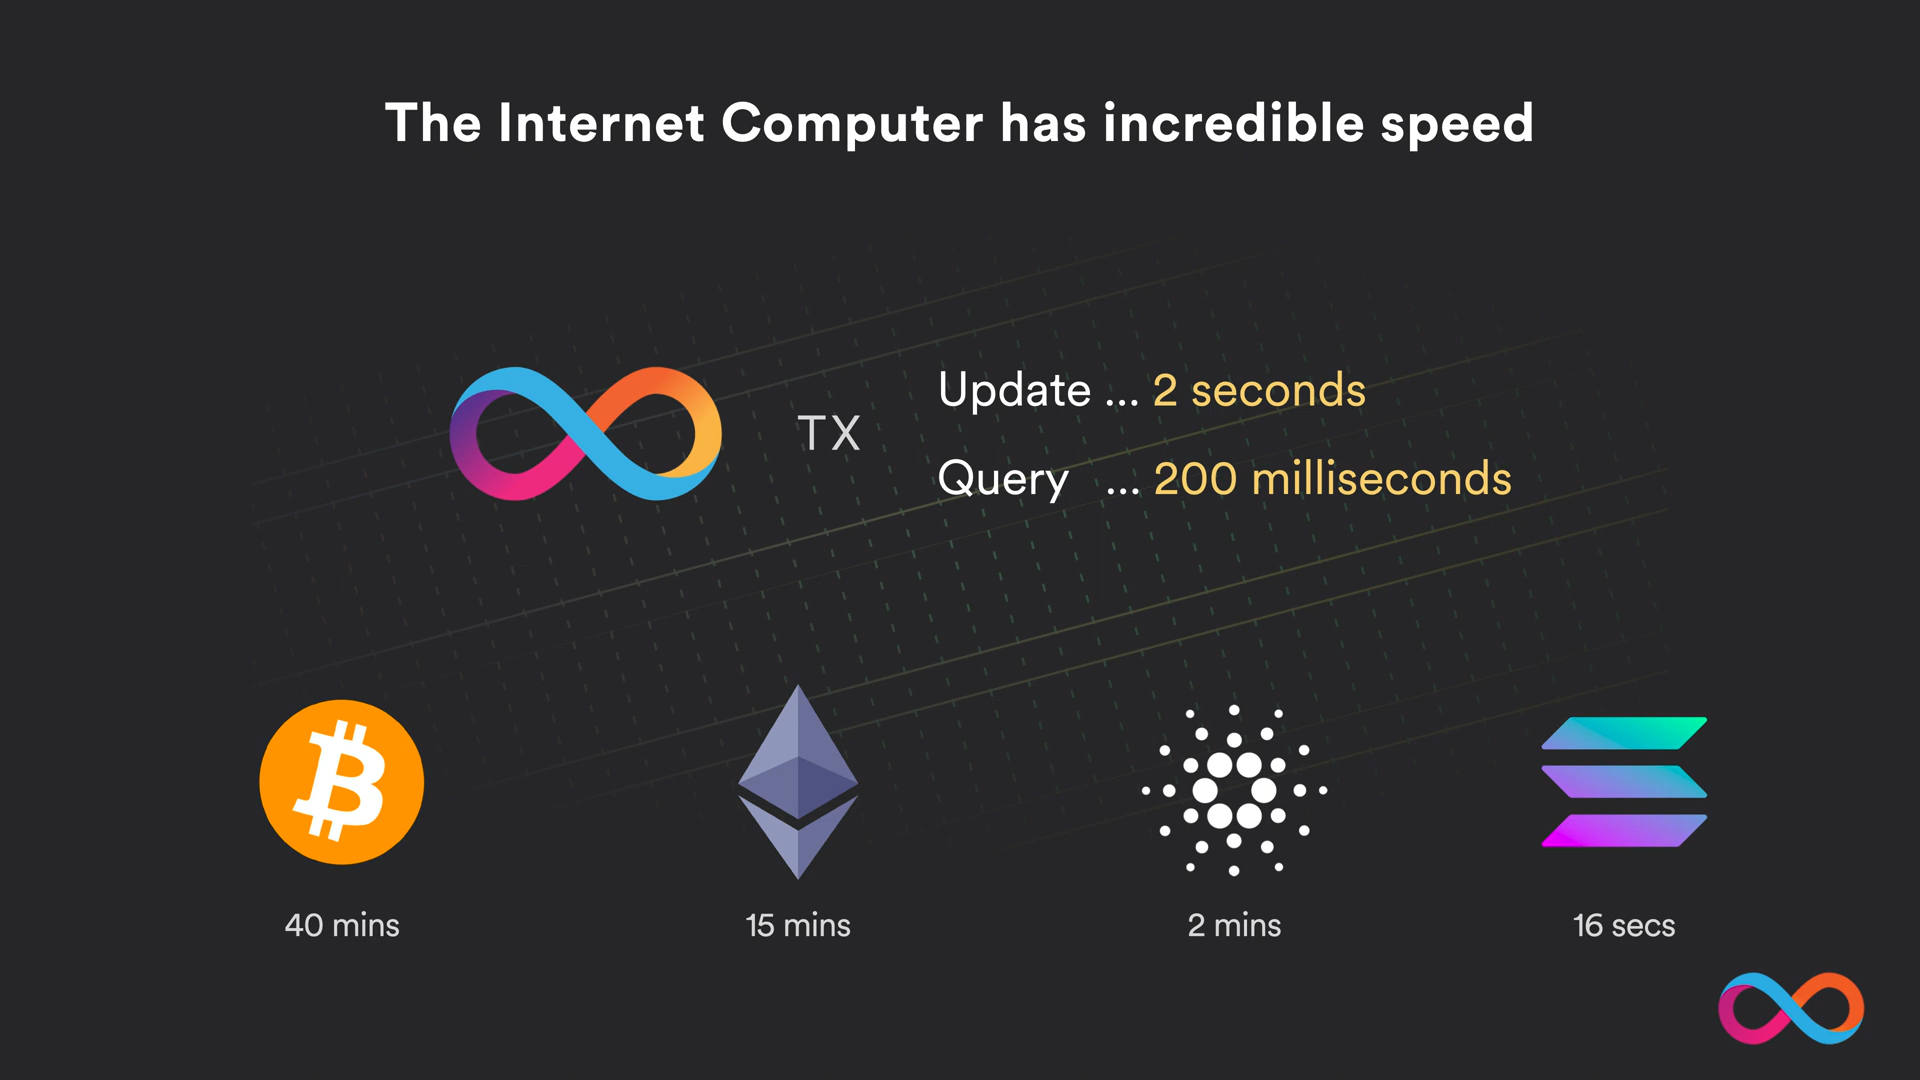 The Internet Computer has incredible speed
TX
Update ... 2 seconds
Query ... 200 milliseconds
40 mins
15 mins
2 mins
16 secs